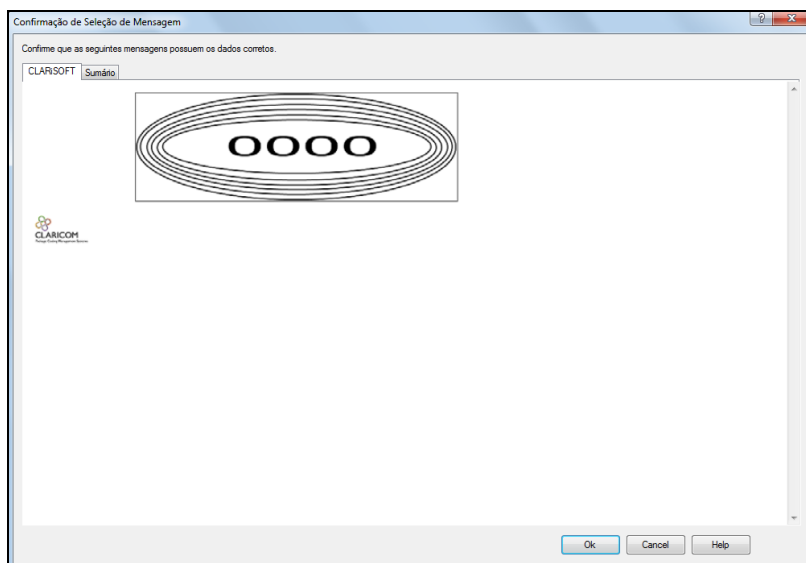 Confirmação de Seleção de Mensagem
Confirme que as seguintes mensagens possuem os dados corretos.
CLARiSOFT Sumário
OOOO
CLARICOM
Ok Cancel Help